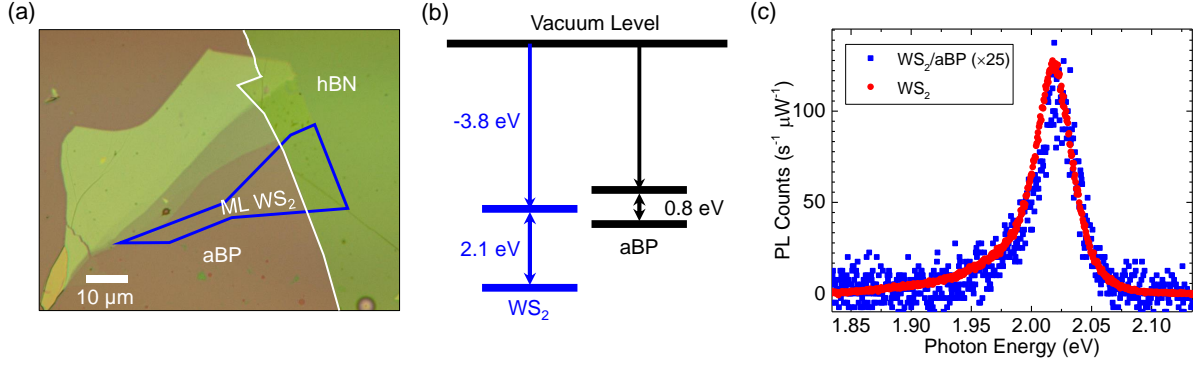 (a)
hBN
ML WS₂
aBP
10 µm
(b)
Vacuum Level
-3.8 eV
0.8 eV
2.1 eV
aBP
WS₂
(c)
WS₂/aBP (×25)
WS₂
PL Counts (s⁻¹ µW⁻¹)
100
50
0
1.85 1.90 1.95 2.00 2.05 2.10
Photon Energy (eV)